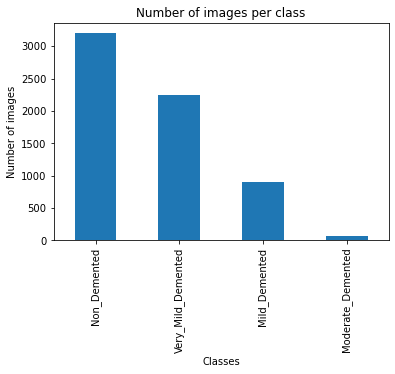 Number of images per class
Number of images
3000
2500
2000
1500
1000
500
0
Non_Demented
Very_Mild_Demented
Mild_Demented
Moderate_Demented
Classes